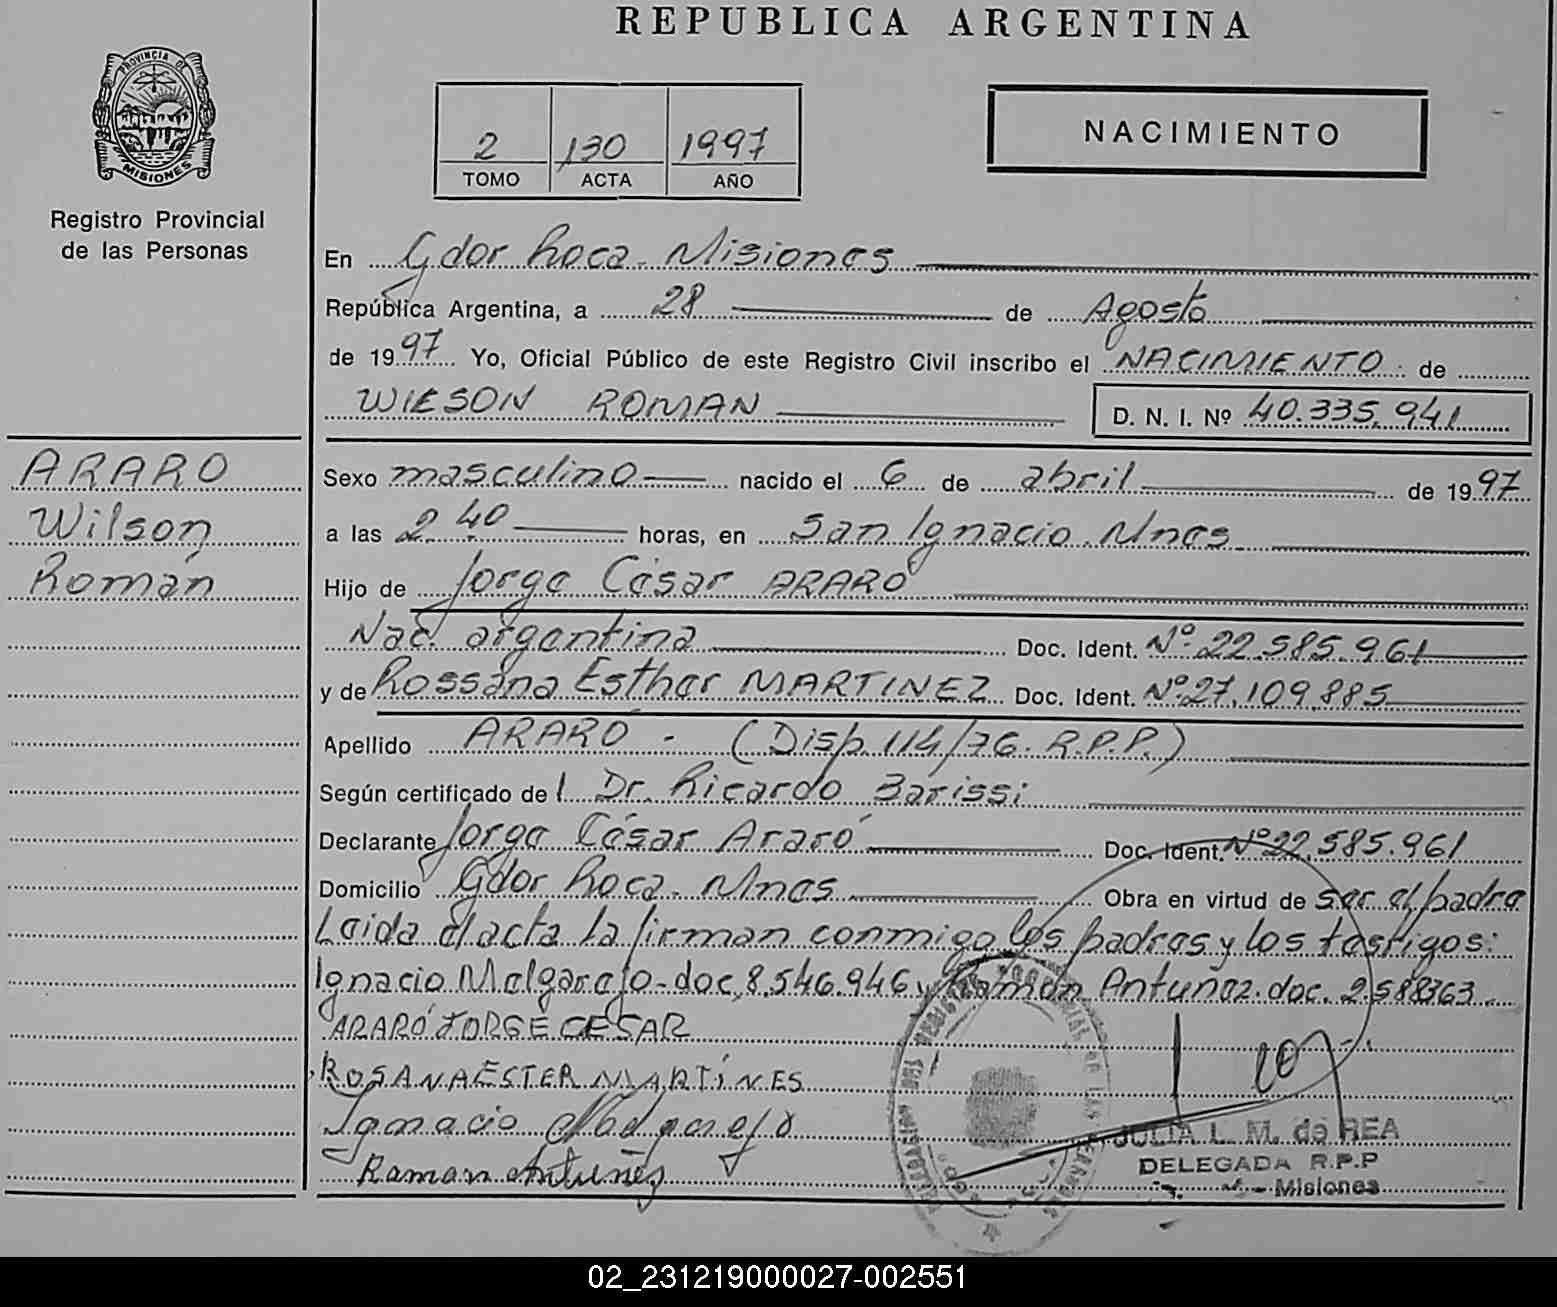 REPUBLICA ARGENTINA
PROVINCIA DE
MISIONES
Registro Provincial
de las Personas
2 130 1997
TOMO ACTA AÑO
NACIMIENTO
En Gdor Roca. Misiones
República Argentina, a 28 de Agosto
de 1997 Yo, Oficial Público de este Registro Civil inscribo el NACIMIENTO de
WILSON ROMAN D. N. I. Nº 40.335.941
ARARO
Wilson
Román
Sexo masculino nacido el 6 de abril de 1997
a las 2.40 horas, en San Ignacio. Mnes
Hijo de Jorge César ARARÓ
Nac. argentina Doc. Ident. Nº 22.585.961
y de Rossana Esther MARTINEZ Doc. Ident. Nº 27.109.885
Apellido ARARÓ - (Disp. 114/76. R.P.P.)
Según certificado del Dr. Ricardo Barissi
Declarante Jorge César Araró Doc. Ident. Nº 22.585.961
Domicilio Gdor Roca. Mnes Obra en virtud de ser el padre
Leida el acta la firman conmigo los padres y los testigos:
Ignacio Melgarejo - doc. 8.546.946 y Ramón Antuñez. doc. 2.588363
ARARÓ JORGE CESAR
ROSANA ESTER MARTÍNES
Ignacio Melgarejo
Ramon Antuñez
JULIA L. M. de REA
DELEGADA R.P.P
Misiones
02_231219000027-002551